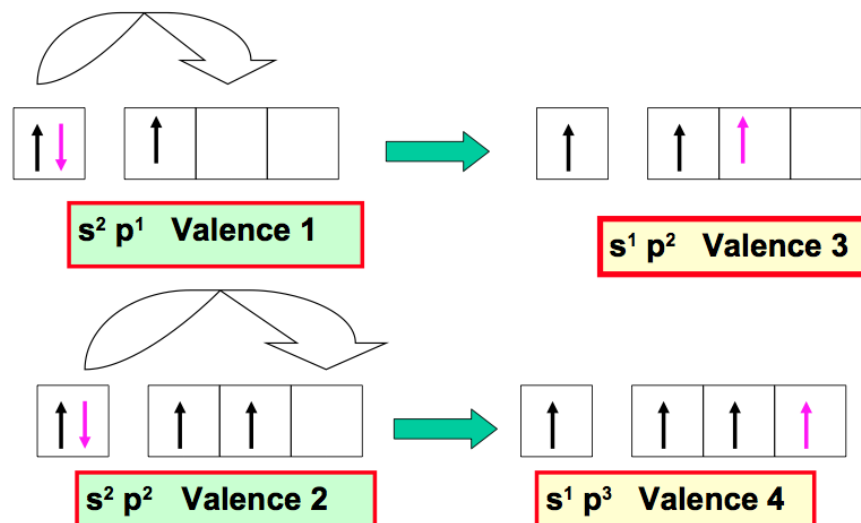 s² p¹ Valence 1
s¹ p² Valence 3
s² p² Valence 2
s¹ p³ Valence 4